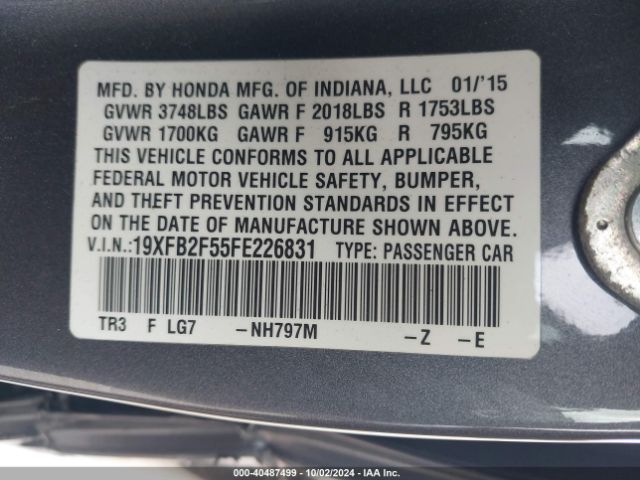 MFD. BY HONDA MFG. OF INDIANA, LLC 01/'15
GVWR 3748LBS GAWR F 2018LBS R 1753LBS
GVWR 1700KG GAWR F 915KG R 795KG
THIS VEHICLE CONFORMS TO ALL APPLICABLE
FEDERAL MOTOR VEHICLE SAFETY, BUMPER,
AND THEFT PREVENTION STANDARDS IN EFFECT
ON THE DATE OF MANUFACTURE SHOWN ABOVE.
V.I.N.:19XFB2F55FE226831 TYPE: PASSENGER CAR
TR3 F LG7 -NH797M -Z -E
000-40487499 - 10/02/2024 - IAA Inc.